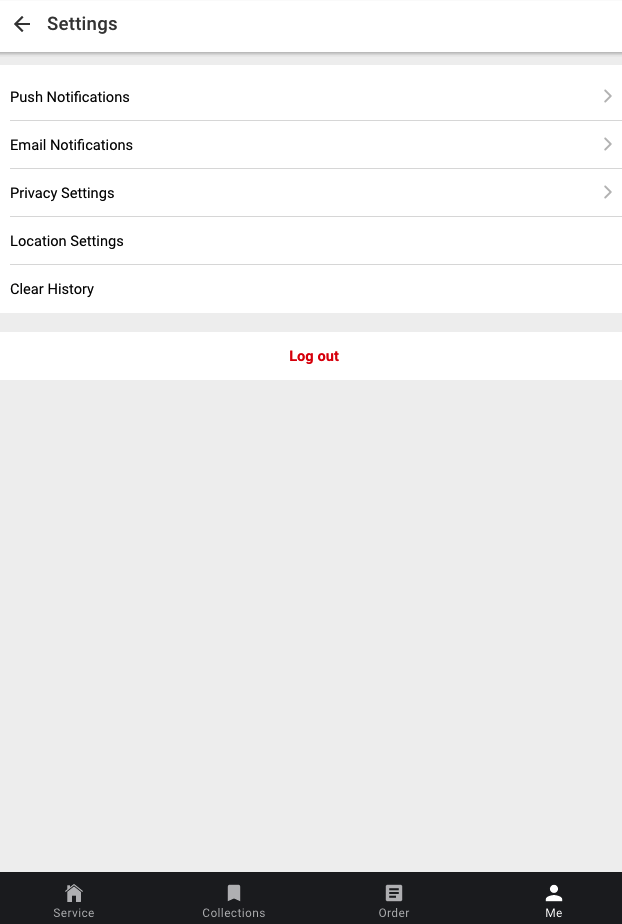 Settings
Push Notifications
Email Notifications
Privacy Settings
Location Settings
Clear History
Log out
Service
Collections
Order
Me